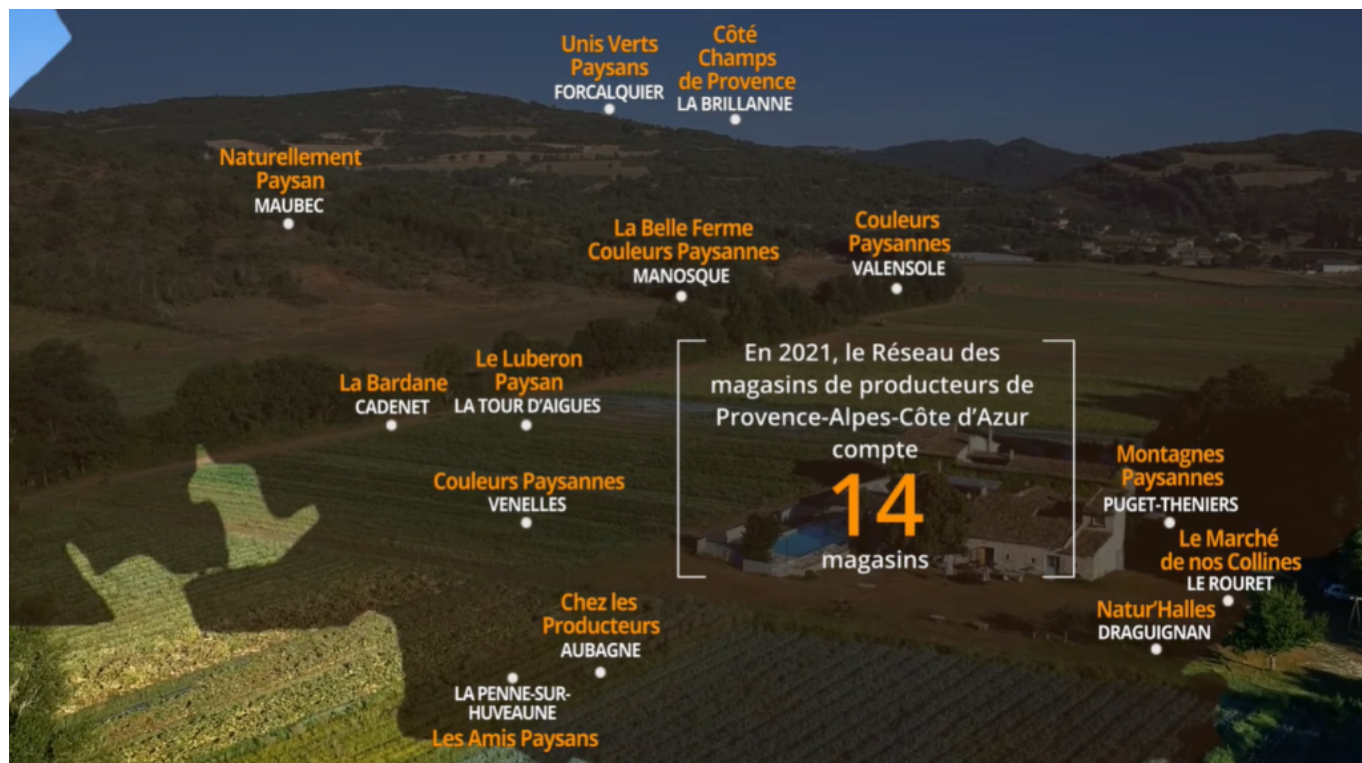 Unis Verts
Paysans
FORCALQUIER
Côté
Champs
de Provence
LA BRILLANNE
Naturellement
Paysan
MAUBEC
La Belle Ferme
Couleurs Paysannes
MANOSQUE
Couleurs
Paysannes
VALENSOLE
En 2021, le Réseau des
magasins de producteurs de
Provence-Alpes-Côte d'Azur
compte
14
magasins
La Bardane
CADENET
Le Luberon
Paysan
LA TOUR D'AIGUES
Couleurs Paysannes
VENELLES
Montagnes
Paysannes
PUGET-THENIERS
Le Marché
de nos Collines
LE ROURET
Natur'Halles
DRAGUIGNAN
Chez les
Producteurs
AUBAGNE
LA PENNE-SUR-
HUVEAUNE
Les Amis Paysans